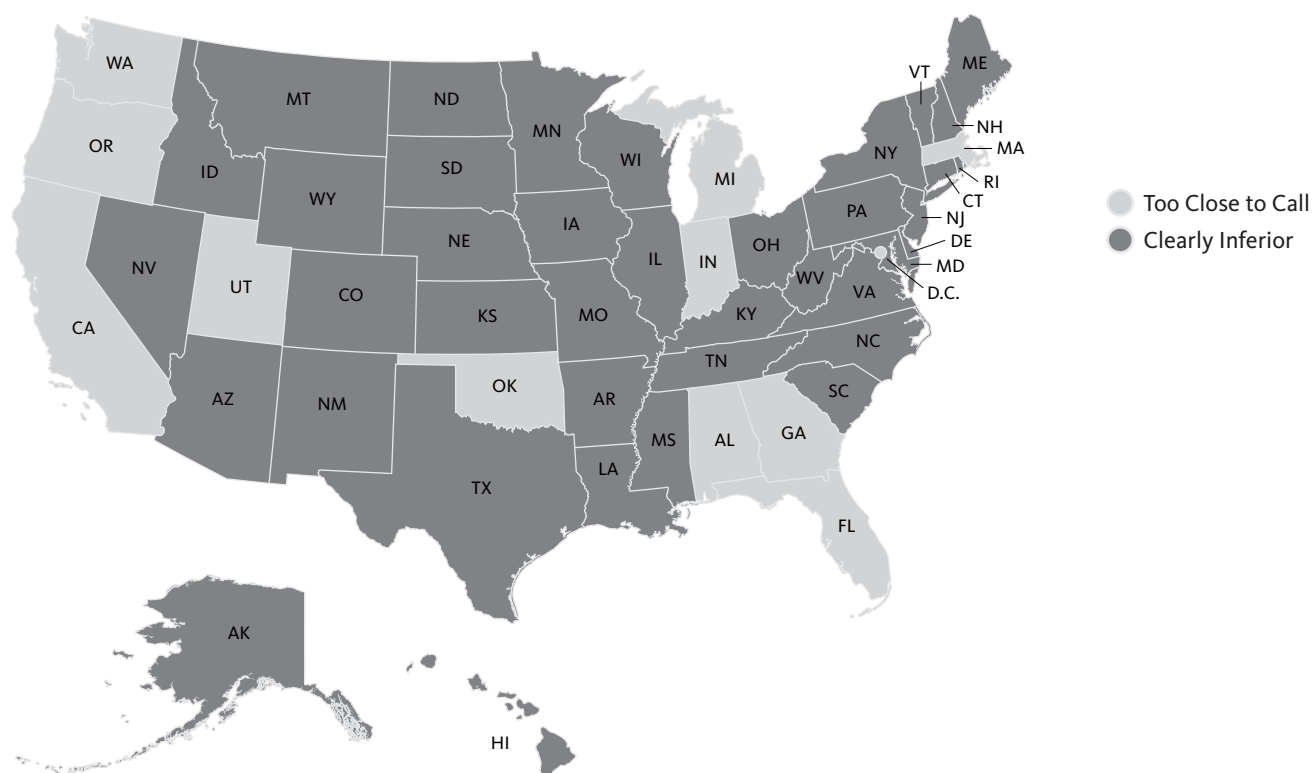 WA
MT
ND
MN
VT
ME
OR
ID
SD
WI
NY
NH
MA
WY
MI
RI
CT
NV
UT
NE
IA
IL
IN
OH
PA
NJ
DE
MD
D.C.
CA
CO
KS
MO
KY
WV
VA
AZ
NM
OK
AR
TN
NC
SC
TX
LA
MS
AL
GA
FL
AK
HI
Too Close to Call
Clearly Inferior